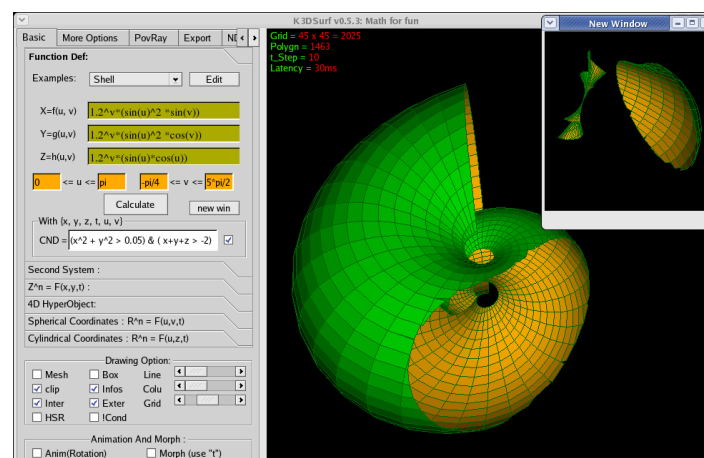 K3DSurf v0.5.3: Math for fun
Basic More Options PovRay Export
Function Def:
Examples: Shell Edit
X=f(u, v) 1.2^v*(sin(u)^2 *sin(v))
Y=g(u,v) 1.2^v*(sin(u)^2 *cos(v))
Z=h(u,v) 1.2^v*(sin(u)*cos(u))
0 <= u <= pi -pi/4 <= v <= 5*pi/2
Calculate new win
With {x, y, z, t, u, v}
CND = (x^2 + y^2 > 0.05) & ( x+y+z > -2)
Second System :
Z^n = F(x,y,t) :
4D HyperObject:
Spherical Coordinates : R^n = F(u,v,t)
Cylindrical Coordinates : R^n = F(u,z,t)
Drawing Option:
Mesh Box Line
clip Infos Colu
Inter Exter Grid
HSR !Cond
Animation And Morph :
Anim(Rotation) Morph (use "t")
Grid = 45 x 45 = 2025
Polygn = 1463
t_Step = 10
Latency = 30ms
New Window